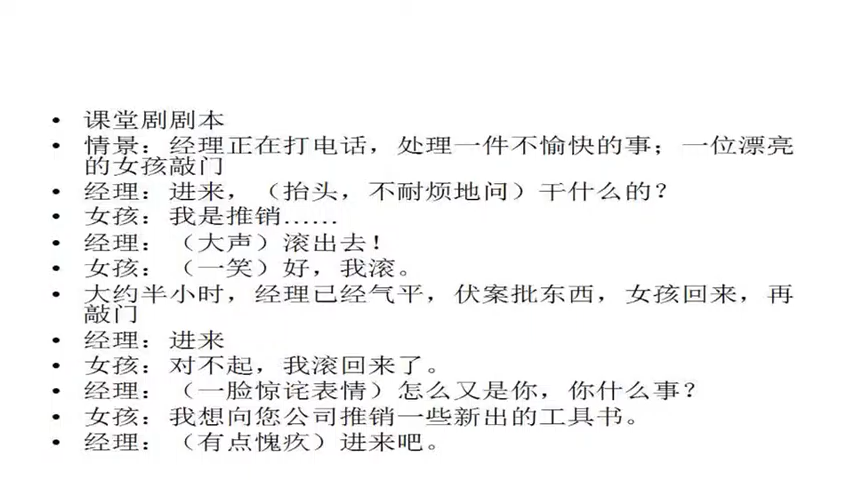 • 课堂剧剧本
• 情景：经理正在打电话，处理一件不愉快的事；一位漂亮
的女孩敲门
• 经理：进来，（抬头，不耐烦地问）干什么的？
• 女孩：我是推销……
• 经理：（大声）滚出去！
• 女孩：（一笑）好，我滚。
• 大约半小时，经理已经气平，伏案批东西，女孩回来，再
敲门
• 经理：进来
• 女孩：对不起，我滚回来了。
• 经理：（一脸惊诧表情）怎么又是你，你什么事？
• 女孩：我想向您公司推销一些新出的工具书。
• 经理：（有点愧疚）进来吧。